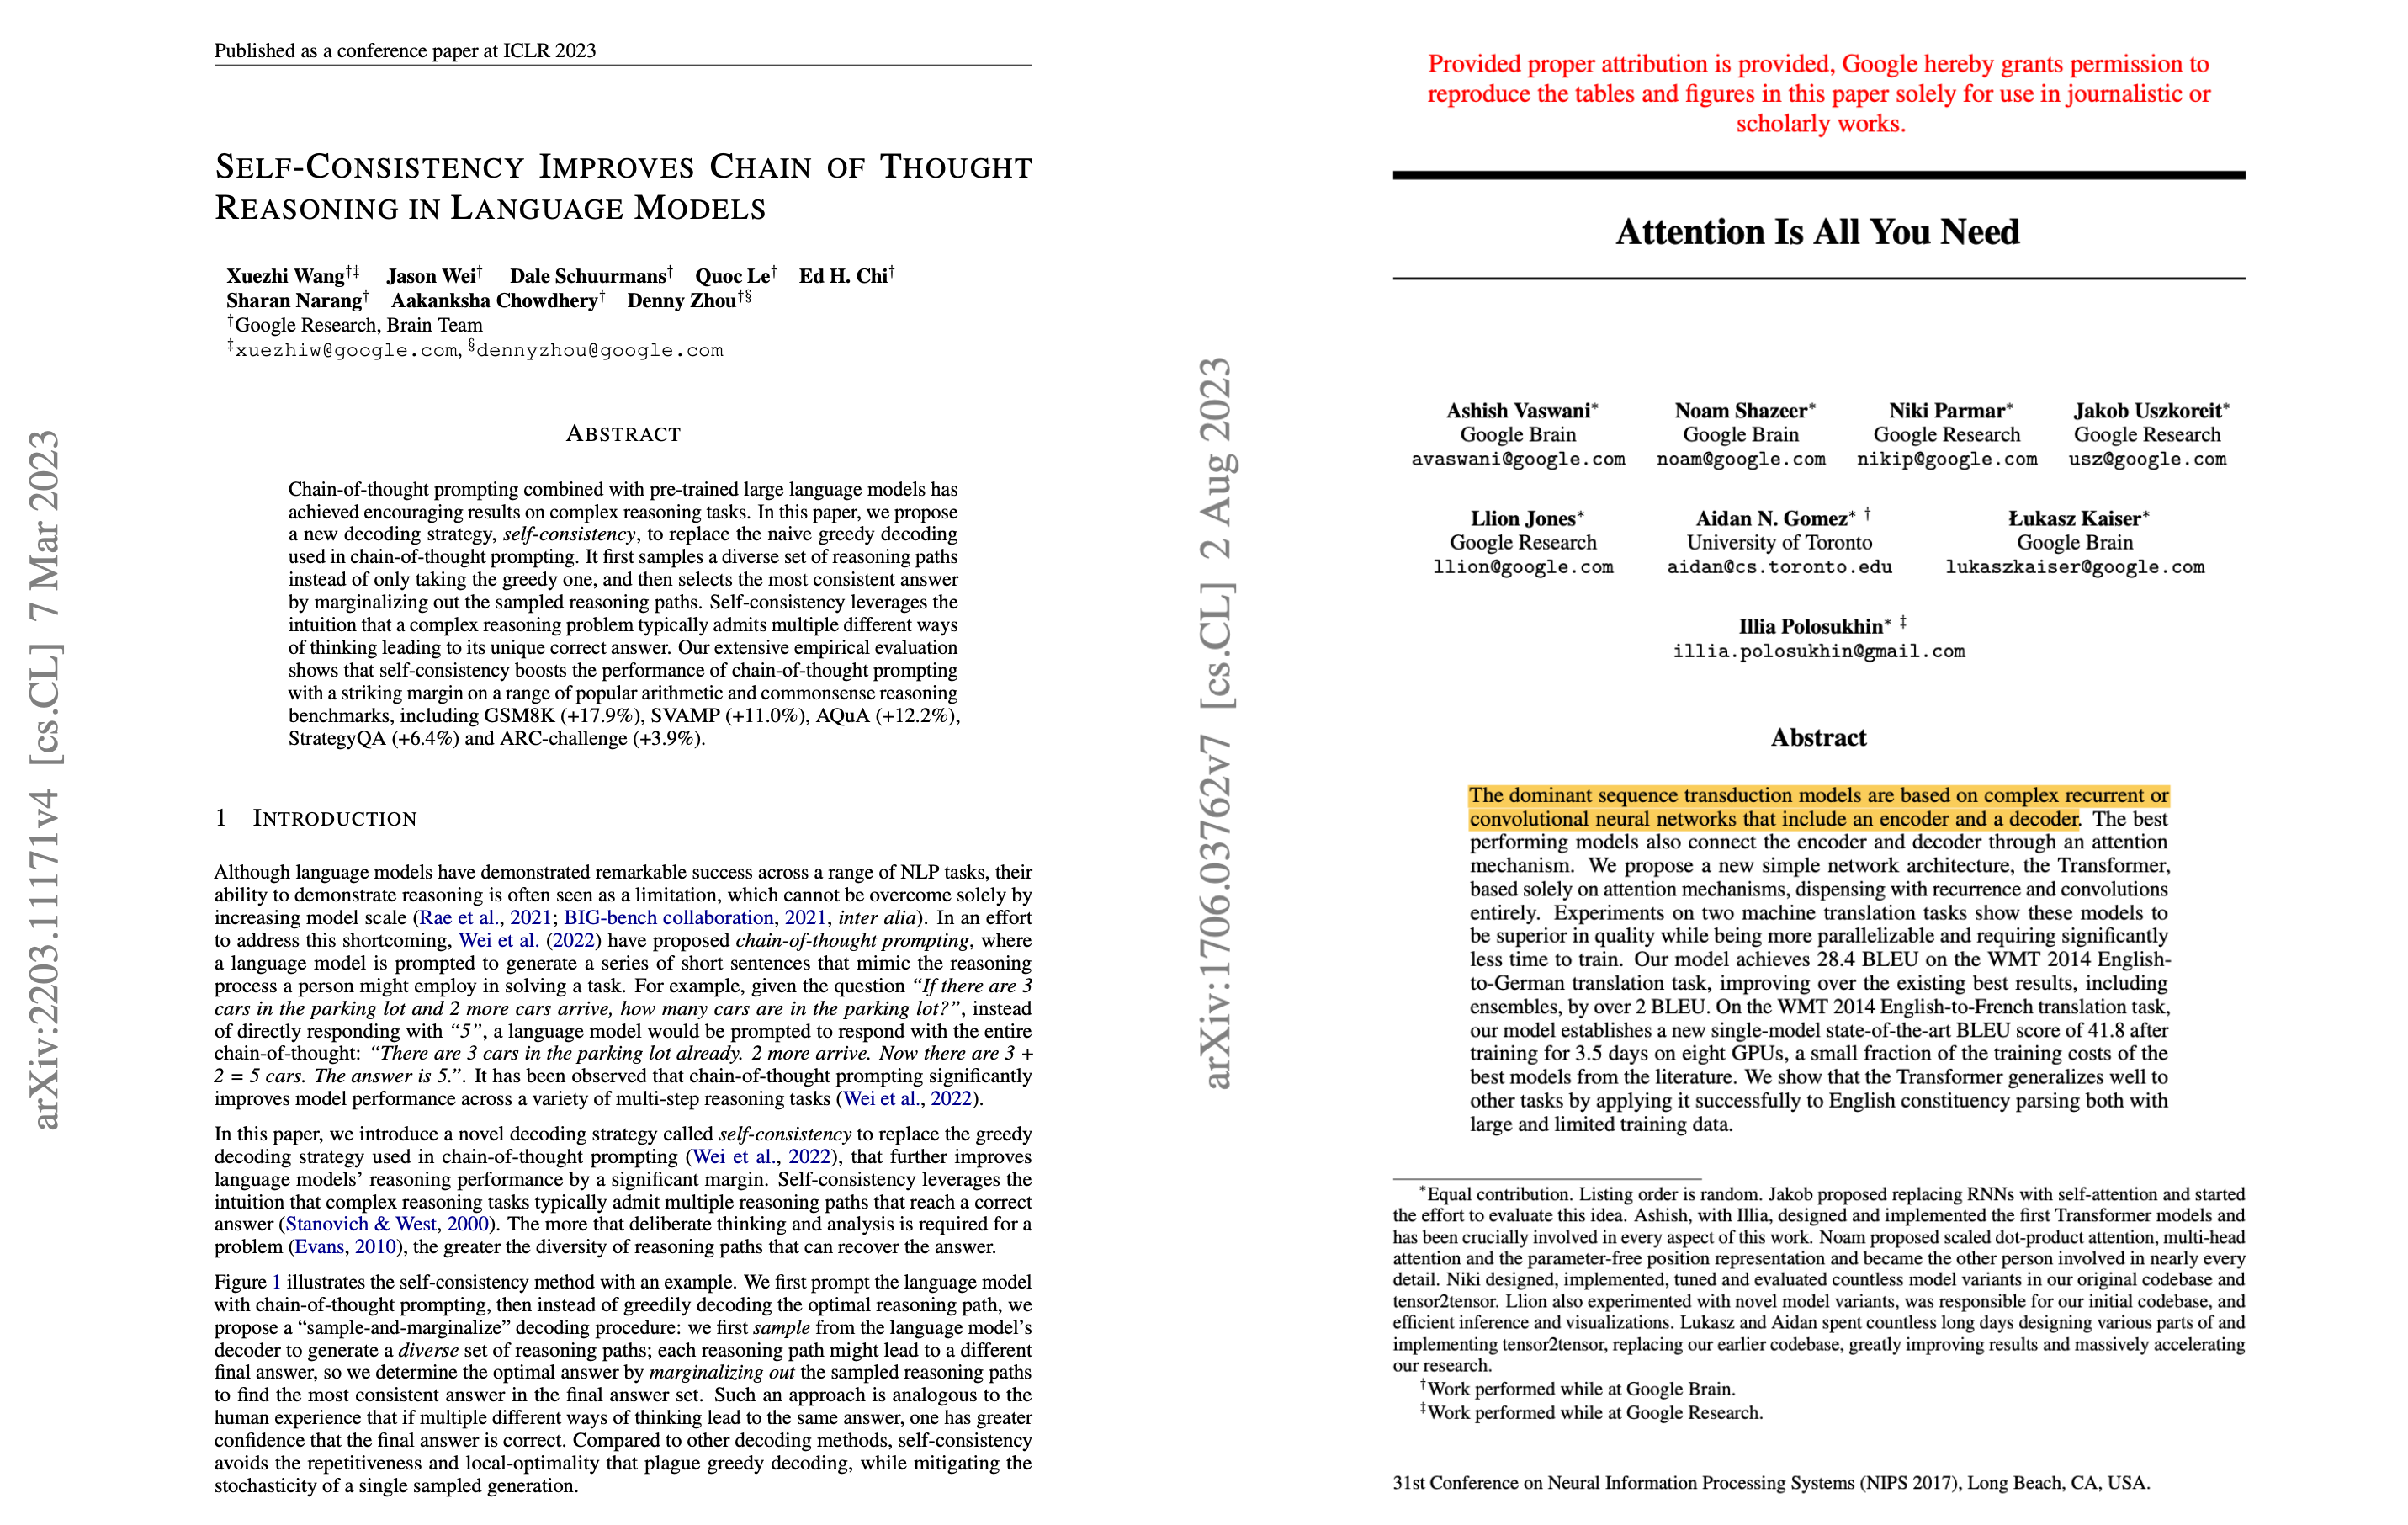 Published as a conference paper at ICLR 2023
SELF-CONSISTENCY IMPROVES CHAIN OF THOUGHT
REASONING IN LANGUAGE MODELS
Xuezhi Wang†‡ Jason Wei† Dale Schuurmans† Quoc Le† Ed H. Chi†
Sharan Narang† Aakanksha Chowdhery† Denny Zhou†§
†Google Research, Brain Team
‡xuezhiw@google.com, §dennyzhou@google.com
ABSTRACT
Chain-of-thought prompting combined with pre-trained large language models has
achieved encouraging results on complex reasoning tasks. In this paper, we propose
a new decoding strategy, self-consistency, to replace the naive greedy decoding
used in chain-of-thought prompting. It first samples a diverse set of reasoning paths
instead of only taking the greedy one, and then selects the most consistent answer
by marginalizing out the sampled reasoning paths. Self-consistency leverages the
intuition that a complex reasoning problem typically admits multiple different ways
of thinking leading to its unique correct answer. Our extensive empirical evaluation
shows that self-consistency boosts the performance of chain-of-thought prompting
with a striking margin on a range of popular arithmetic and commonsense reasoning
benchmarks, including GSM8K (+17.9%), SVAMP (+11.0%), AQuA (+12.2%),
StrategyQA (+6.4%) and ARC-challenge (+3.9%).
1 INTRODUCTION
Although language models have demonstrated remarkable success across a range of NLP tasks, their
ability to demonstrate reasoning is often seen as a limitation, which cannot be overcome solely by
increasing model scale (Rae et al., 2021; BIG-bench collaboration, 2021, inter alia). In an effort
to address this shortcoming, Wei et al. (2022) have proposed chain-of-thought prompting, where
a language model is prompted to generate a series of short sentences that mimic the reasoning
process a person might employ in solving a task. For example, given the question “If there are 3
cars in the parking lot and 2 more cars arrive, how many cars are in the parking lot?”, instead
of directly responding with “5”, a language model would be prompted to respond with the entire
chain-of-thought: “There are 3 cars in the parking lot already. 2 more arrive. Now there are 3 +
2 = 5 cars. The answer is 5.”. It has been observed that chain-of-thought prompting significantly
improves model performance across a variety of multi-step reasoning tasks (Wei et al., 2022).
In this paper, we introduce a novel decoding strategy called self-consistency to replace the greedy
decoding strategy used in chain-of-thought prompting (Wei et al., 2022), that further improves
language models’ reasoning performance by a significant margin. Self-consistency leverages the
intuition that complex reasoning tasks typically admit multiple reasoning paths that reach a correct
answer (Stanovich & West, 2000). The more that deliberate thinking and analysis is required for a
problem (Evans, 2010), the greater the diversity of reasoning paths that can recover the answer.
Figure 1 illustrates the self-consistency method with an example. We first prompt the language model
with chain-of-thought prompting, then instead of greedily decoding the optimal reasoning path, we
propose a “sample-and-marginalize” decoding procedure: we first sample from the language model’s
decoder to generate a diverse set of reasoning paths; each reasoning path might lead to a different
final answer, so we determine the optimal answer by marginalizing out the sampled reasoning paths
to find the most consistent answer in the final answer set. Such an approach is analogous to the
human experience that if multiple different ways of thinking lead to the same answer, one has greater
confidence that the final answer is correct. Compared to other decoding methods, self-consistency
avoids the repetitiveness and local-optimality that plague greedy decoding, while mitigating the
stochasticity of a single sampled generation.
arXiv:2203.11171v4 [cs.CL] 7 Mar 2023
Provided proper attribution is provided, Google hereby grants permission to
reproduce the tables and figures in this paper solely for use in journalistic or
scholarly works.
Attention Is All You Need
Ashish Vaswani* Noam Shazeer* Niki Parmar* Jakob Uszkoreit*
Google Brain Google Brain Google Research Google Research
avaswani@google.com noam@google.com nikip@google.com usz@google.com
Llion Jones* Aidan N. Gomez* † Łukasz Kaiser*
Google Research University of Toronto Google Brain
llion@google.com aidan@cs.toronto.edu lukaszkaiser@google.com
Illia Polosukhin* ‡
illia.polosukhin@gmail.com
Abstract
The dominant sequence transduction models are based on complex recurrent or
convolutional neural networks that include an encoder and a decoder. The best
performing models also connect the encoder and decoder through an attention
mechanism. We propose a new simple network architecture, the Transformer,
based solely on attention mechanisms, dispensing with recurrence and convolutions
entirely. Experiments on two machine translation tasks show these models to
be superior in quality while being more parallelizable and requiring significantly
less time to train. Our model achieves 28.4 BLEU on the WMT 2014 English-
to-German translation task, improving over the existing best results, including
ensembles, by over 2 BLEU. On the WMT 2014 English-to-French translation task,
our model establishes a new single-model state-of-the-art BLEU score of 41.8 after
training for 3.5 days on eight GPUs, a small fraction of the training costs of the
best models from the literature. We show that the Transformer generalizes well to
other tasks by applying it successfully to English constituency parsing both with
large and limited training data.
*Equal contribution. Listing order is random. Jakob proposed replacing RNNs with self-attention and started
the effort to evaluate this idea. Ashish, with Illia, designed and implemented the first Transformer models and
has been crucially involved in every aspect of this work. Noam proposed scaled dot-product attention, multi-head
attention and the parameter-free position representation and became the other person involved in nearly every
detail. Niki designed, implemented, tuned and evaluated countless model variants in our original codebase and
tensor2tensor. Llion also experimented with novel model variants, was responsible for our initial codebase, and
efficient inference and visualizations. Lukasz and Aidan spent countless long days designing various parts of and
implementing tensor2tensor, replacing our earlier codebase, greatly improving results and massively accelerating
our research.
†Work performed while at Google Brain.
‡Work performed while at Google Research.
31st Conference on Neural Information Processing Systems (NIPS 2017), Long Beach, CA, USA.
arXiv:1706.03762v7 [cs.CL] 2 Aug 2023